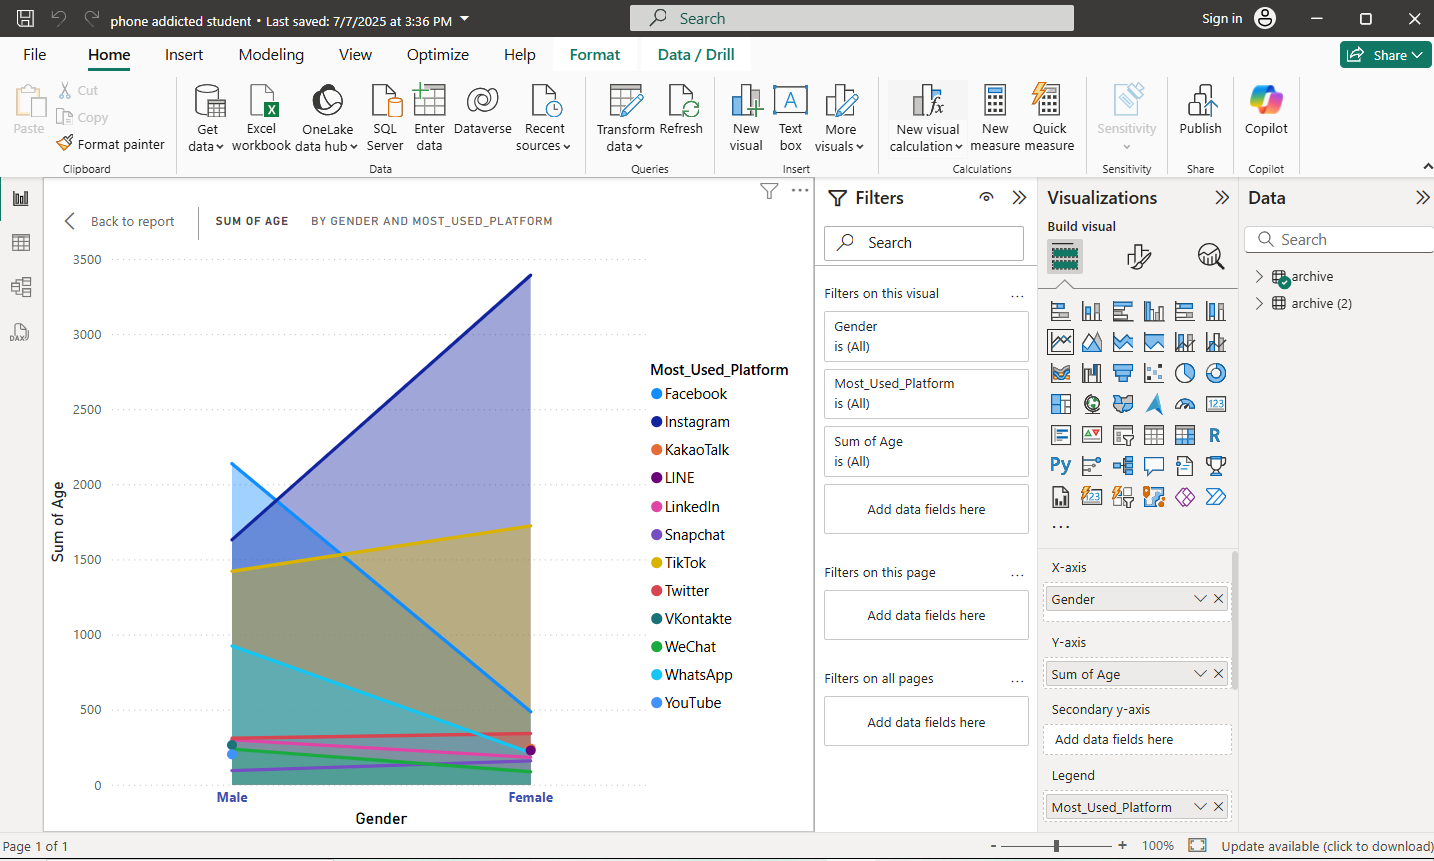 phone addicted student • Last saved: 7/7/2025 at 3:36 PM
Search
Sign in
File Home Insert Modeling View Optimize Help Format Data / Drill
Share
Paste
Cut
Copy
Format painter
Clipboard
Get data
Excel workbook
OneLake data hub
SQL Server
Enter data
Dataverse
Recent sources
Data
Transform data
Refresh
Queries
New visual
Text box
More visuals
Insert
New visual calculation
New measure
Quick measure
Calculations
Sensitivity
Sensitivity
Publish
Share
Copilot
Copilot
DAX
Back to report
SUM OF AGE BY GENDER AND MOST_USED_PLATFORM
3500
3000
2500
2000
1500
1000
500
0
Sum of Age
Male
Female
Gender
Most_Used_Platform
Facebook
Instagram
KakaoTalk
LINE
LinkedIn
Snapchat
TikTok
Twitter
VKontakte
WeChat
WhatsApp
YouTube
Filters
Search
Filters on this visual
...
Gender
is (All)
Most_Used_Platform
is (All)
Sum of Age
is (All)
Add data fields here
Filters on this page
...
Add data fields here
Filters on all pages
...
Add data fields here
Visualizations
Build visual
123
R
Py
123
...
X-axis
Gender
Y-axis
Sum of Age
Secondary y-axis
Add data fields here
Legend
Most_Used_Platform
Data
Search
archive
archive (2)
Page 1 of 1
- + 100%
Update available (click to download)